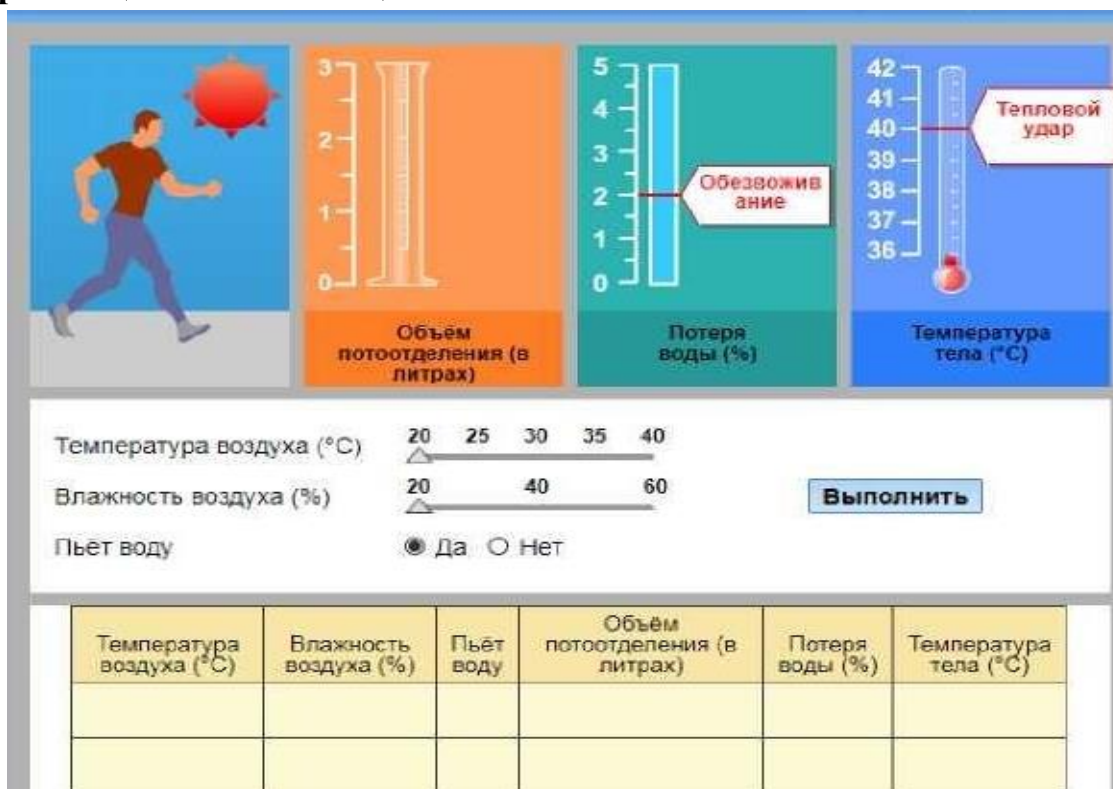 3
2
1
0
Объём
потоотделения (в
литрах)
5
4
3
2
1
0
Обезвожив
ание
Потеря
воды (%)
42
41
40
39
38
37
36
Тепловой
удар
Температура
тела (°C)
Температура воздуха (°C) 20 25 30 35 40
Влажность воздуха (%) 20 40 60
Выполнить
Пьёт воду Да Нет
Температура
воздуха (°C)
Влажность
воздуха (%)
Пьёт
воду
Объём
потоотделения (в
литрах)
Потеря
воды (%)
Температура
тела (°C)